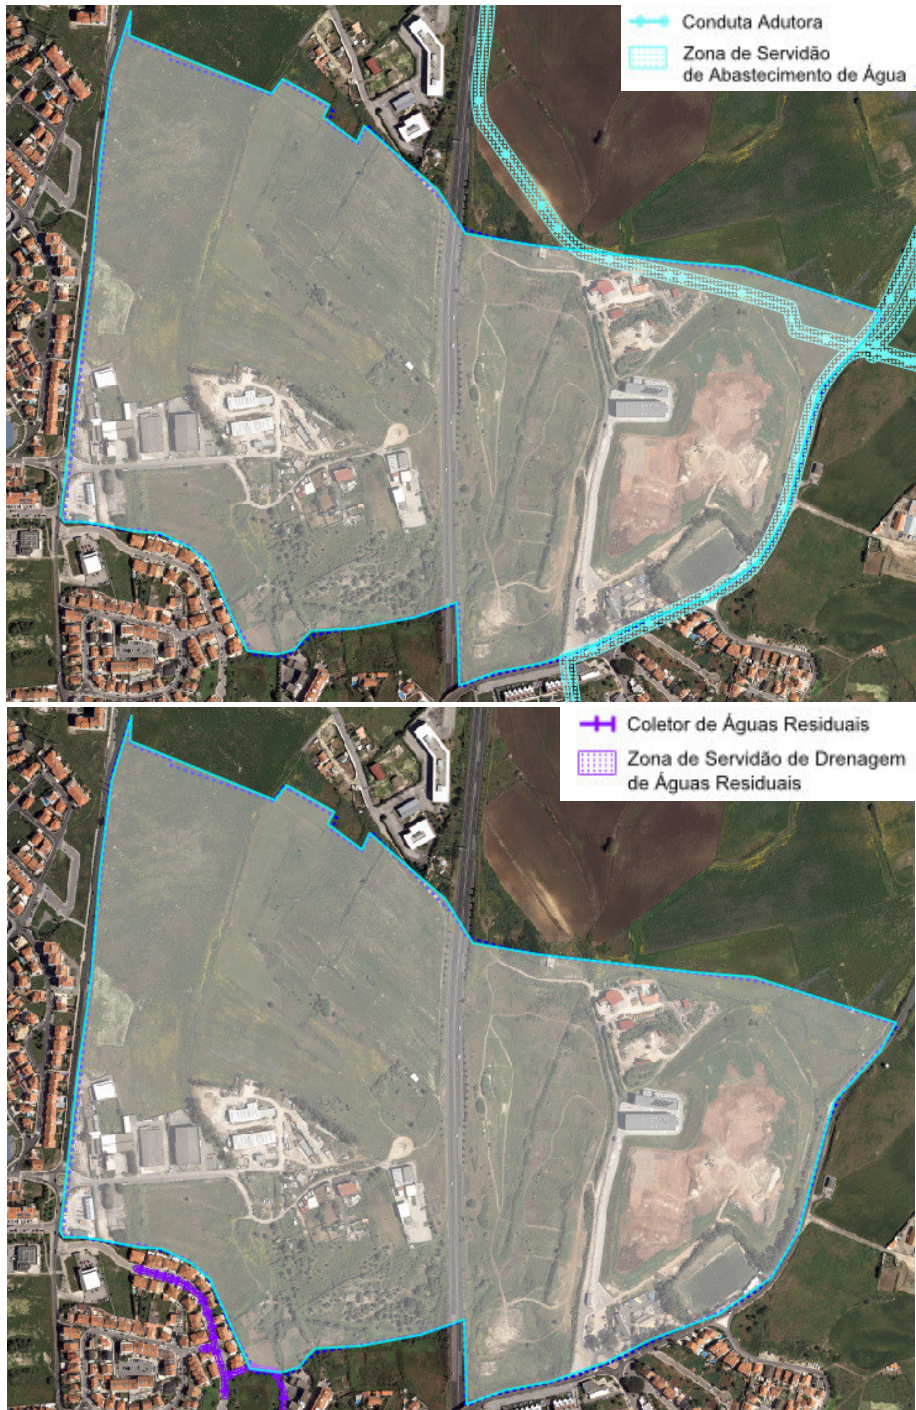 Conduta Adutora
Zona de Servidão
de Abastecimento de Água
Coletor de Águas Residuais
Zona de Servidão de Drenagem
de Águas Residuais